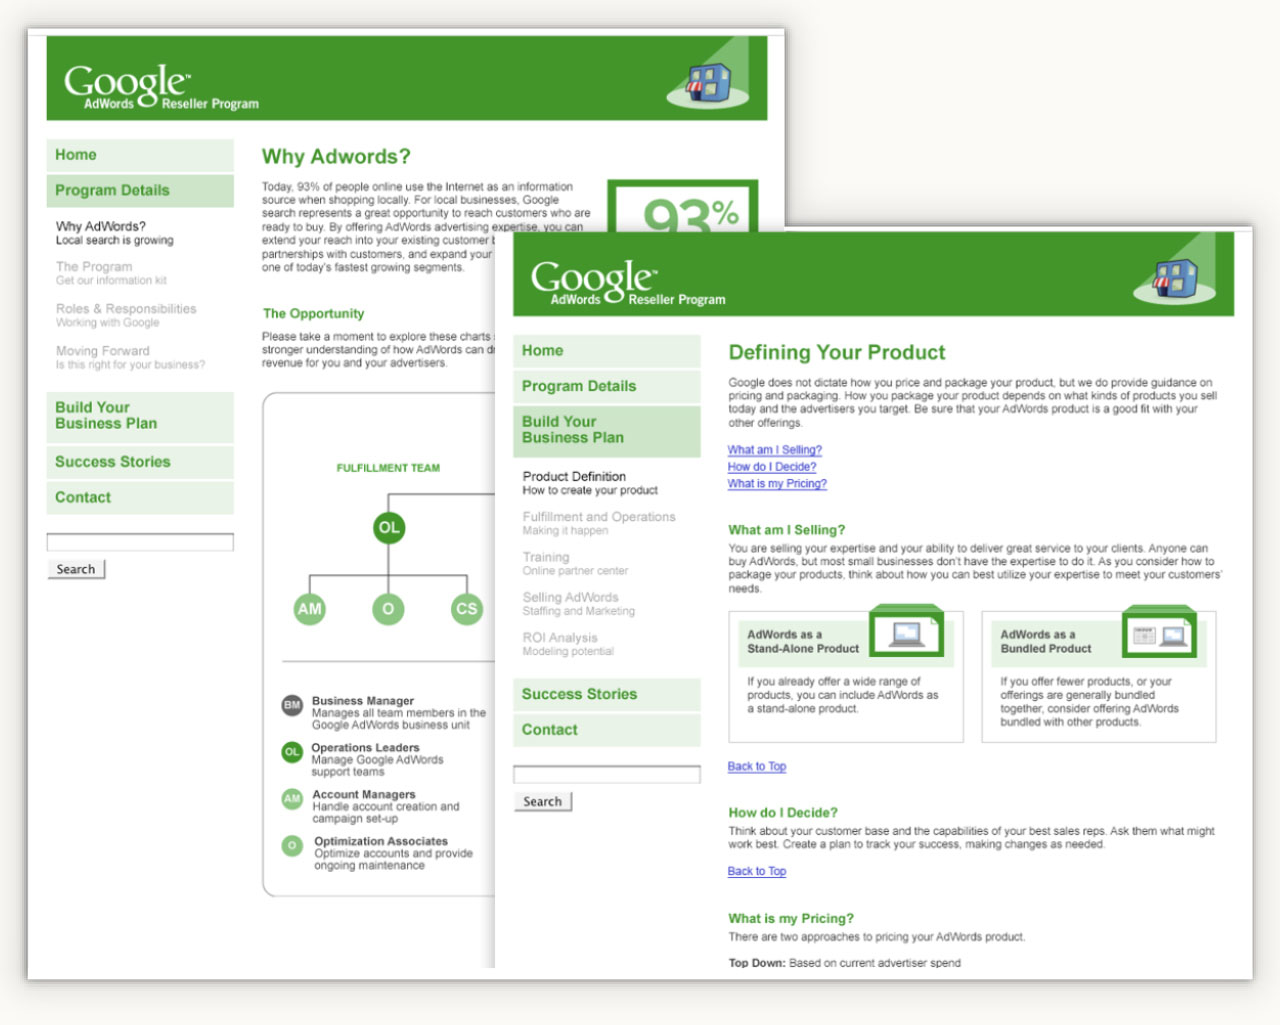 Google™
AdWords Reseller Program
Home
Program Details
Why AdWords?
Local search is growing
The Program
Get our information kit
Roles & Responsibilities
Working with Google
Moving Forward
Is this right for your business?
Build Your
Business Plan
Success Stories
Contact
Search
Why Adwords?
Today, 93% of people online use the Internet as an information
source when shopping locally. For local businesses, Google
search represents a great opportunity to reach customers who are
ready to buy. By offering AdWords advertising expertise, you can
extend your reach into your existing customer
partnerships with customers, and expand your
one of today's fastest growing segments.
93%
The Opportunity
Please take a moment to explore these charts
stronger understanding of how AdWords can
revenue for you and your advertisers.
FULFILLMENT TEAM
OL
AM O CS
BM Business Manager
Manages all team members in the
Google AdWords business unit
OL Operations Leaders
Manage Google AdWords
support teams
AM Account Managers
Handle account creation and
campaign set-up
O Optimization Associates
Optimize accounts and provide
ongoing maintenance
Google™
AdWords Reseller Program
Home
Program Details
Build Your
Business Plan
Product Definition
How to create your product
Fulfillment and Operations
Making it happen
Training
Online partner center
Selling AdWords
Staffing and Marketing
ROI Analysis
Modeling potential
Success Stories
Contact
Search
Defining Your Product
Google does not dictate how you price and package your product, but we do provide guidance on
pricing and packaging. How you package your product depends on what kinds of products you sell
today and the advertisers you target. Be sure that your AdWords product is a good fit with your
other offerings.
What am I Selling?
How do I Decide?
What is my Pricing?
What am I Selling?
You are selling your expertise and your ability to deliver great service to your clients. Anyone can
buy AdWords, but most small businesses don't have the expertise to do it. As you consider how to
package your products, think about how you can best utilize your expertise to meet your customers'
needs.
AdWords as a
Stand-Alone Product
If you already offer a wide range of
products, you can include AdWords as
a stand-alone product.
AdWords as a
Bundled Product
If you offer fewer products, or your
offerings are generally bundled
together, consider offering AdWords
bundled with other products.
Back to Top
How do I Decide?
Think about your customer base and the capabilities of your best sales reps. Ask them what might
work best. Create a plan to track your success, making changes as needed.
Back to Top
What is my Pricing?
There are two approaches to pricing your AdWords product.
Top Down: Based on current advertiser spend